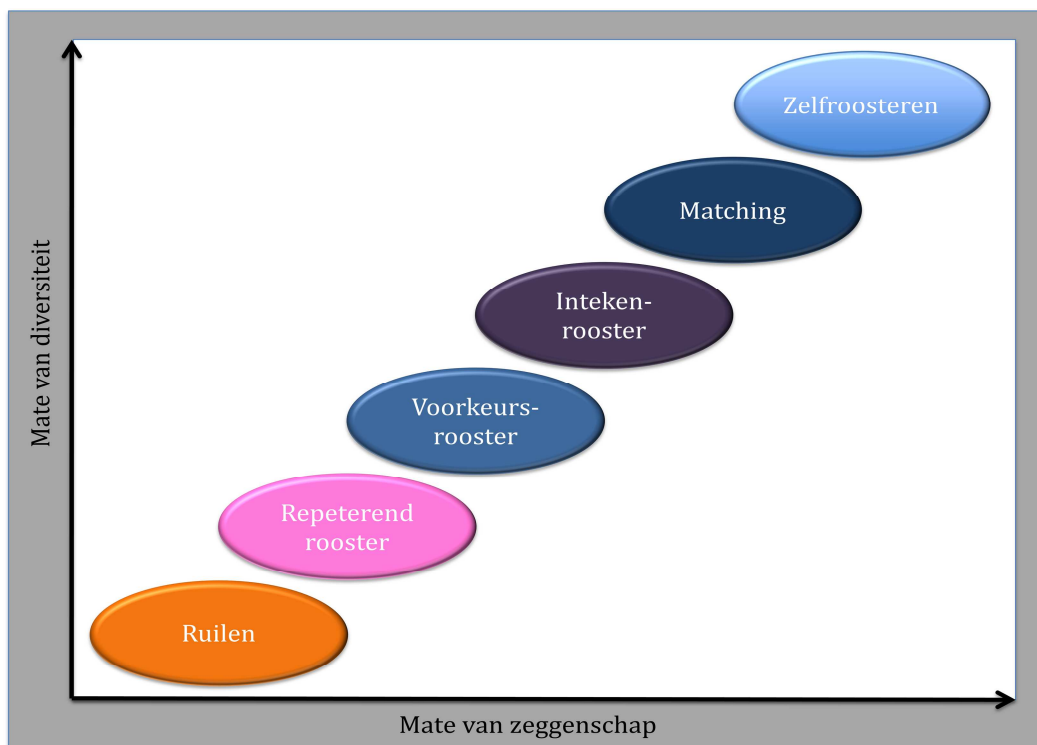 Zelfroosteren
Matching
Inteken-
rooster
Voorkeurs-
rooster
Repeterend
rooster
Ruilen
Mate van diversiteit
Mate van zeggenschap